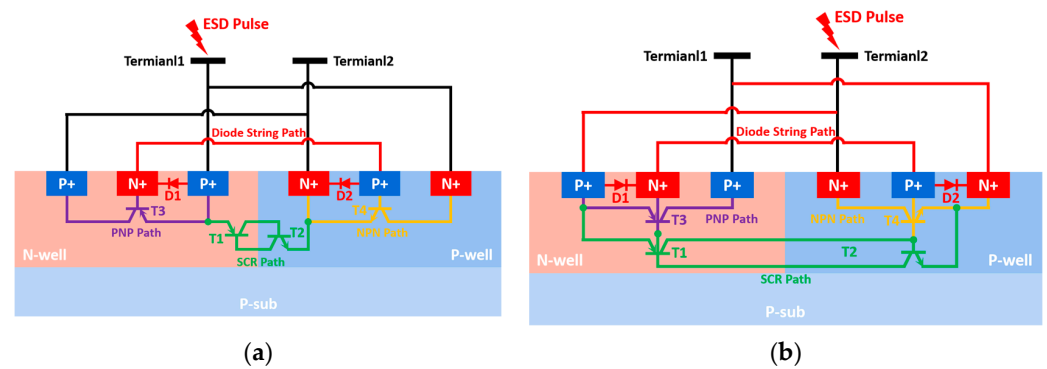 ESD Pulse
Termianl1
Termianl2
Diode String Path
P+
N+
P+
N+
P+
N+
D1
D2
T3
T4
PNP Path
NPN Path
T1
T2
SCR Path
N-well
P-well
P-sub
(a)
ESD Pulse
Termianl1
Termianl2
Diode String Path
P+
N+
P+
N+
P+
N+
D1
D2
T3
PNP Path
NPN Path
T4
T1
T2
SCR Path
N-well
P-well
P-sub
(b)